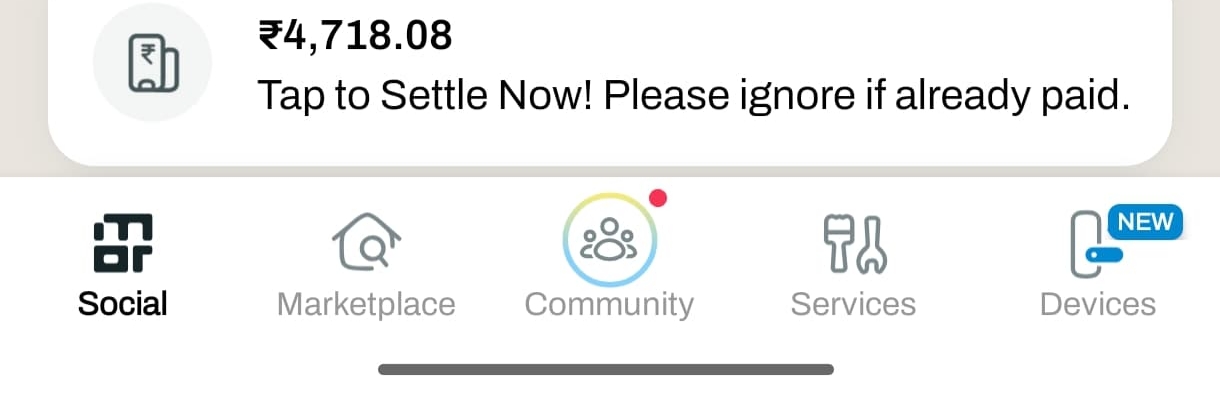 ₹4,718.08
Tap to Settle Now! Please ignore if already paid.
NEW
Social
Marketplace
Community
Services
Devices